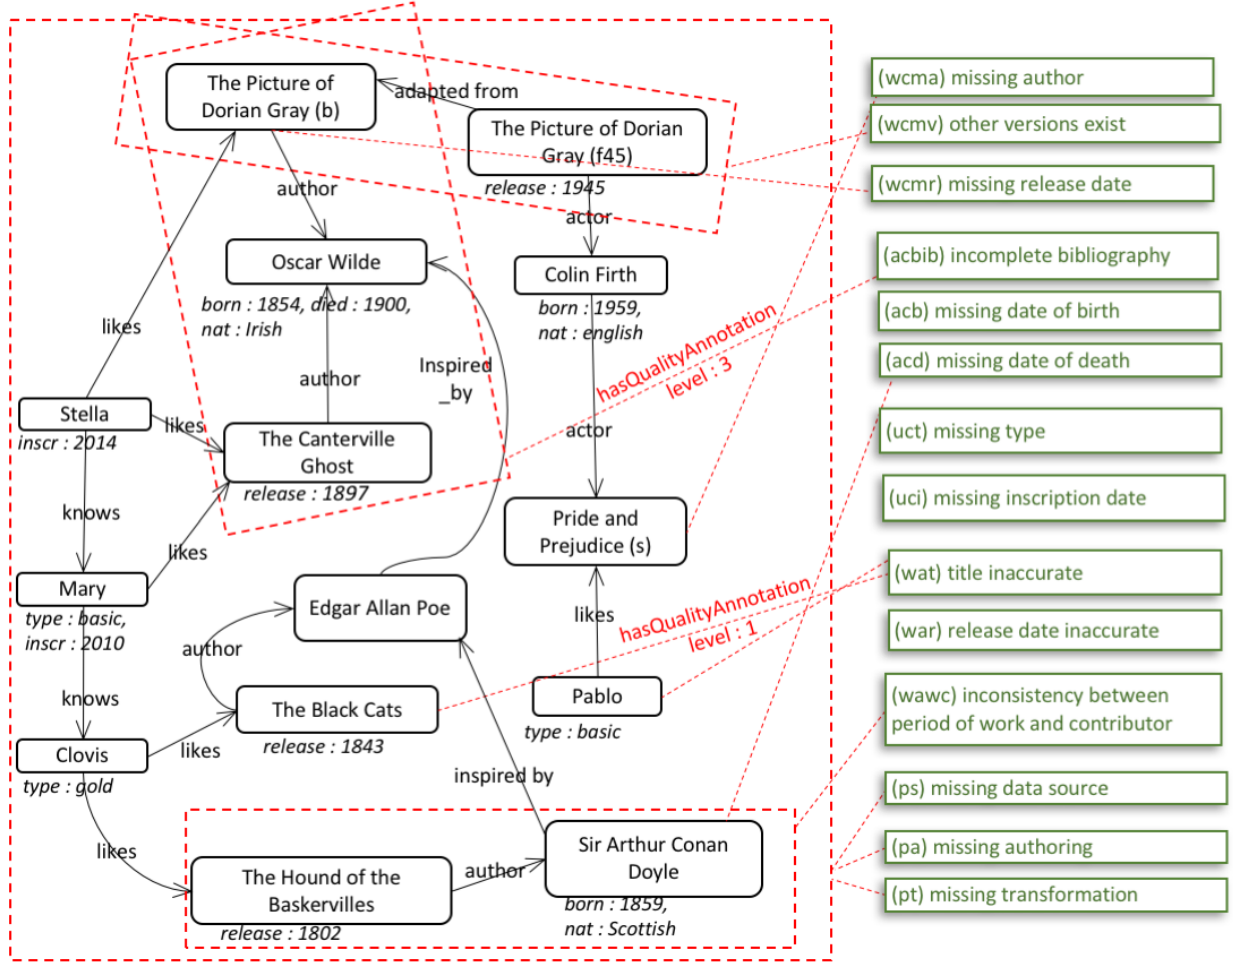 The Picture of
Dorian Gray (b)
adapted from
The Picture of Dorian
Gray (f45)
release : 1945
author
actor
Oscar Wilde
born : 1854, died : 1900,
nat : Irish
Colin Firth
born : 1959,
nat : english
likes
author
Inspired
_by
hasQualityAnnotation
level : 3
actor
Stella
inscr : 2014
likes
The Canterville
Ghost
release : 1897
knows
likes
Pride and
Prejudice (s)
Mary
type : basic,
inscr : 2010
Edgar Allan Poe
likes
hasQualityAnnotation
level : 1
author
knows
The Black Cats
release : 1843
Pablo
type : basic
Clovis
type : gold
likes
inspired by
likes
The Hound of the
Baskervilles
release : 1802
author
Sir Arthur Conan
Doyle
born : 1859,
nat : Scottish
(wcma) missing author
(wcmv) other versions exist
(wcmr) missing release date
(acbib) incomplete bibliography
(acb) missing date of birth
(acd) missing date of death
(uct) missing type
(uci) missing inscription date
(wat) title inaccurate
(war) release date inaccurate
(wawc) inconsistency between
period of work and contributor
(ps) missing data source
(pa) missing authoring
(pt) missing transformation